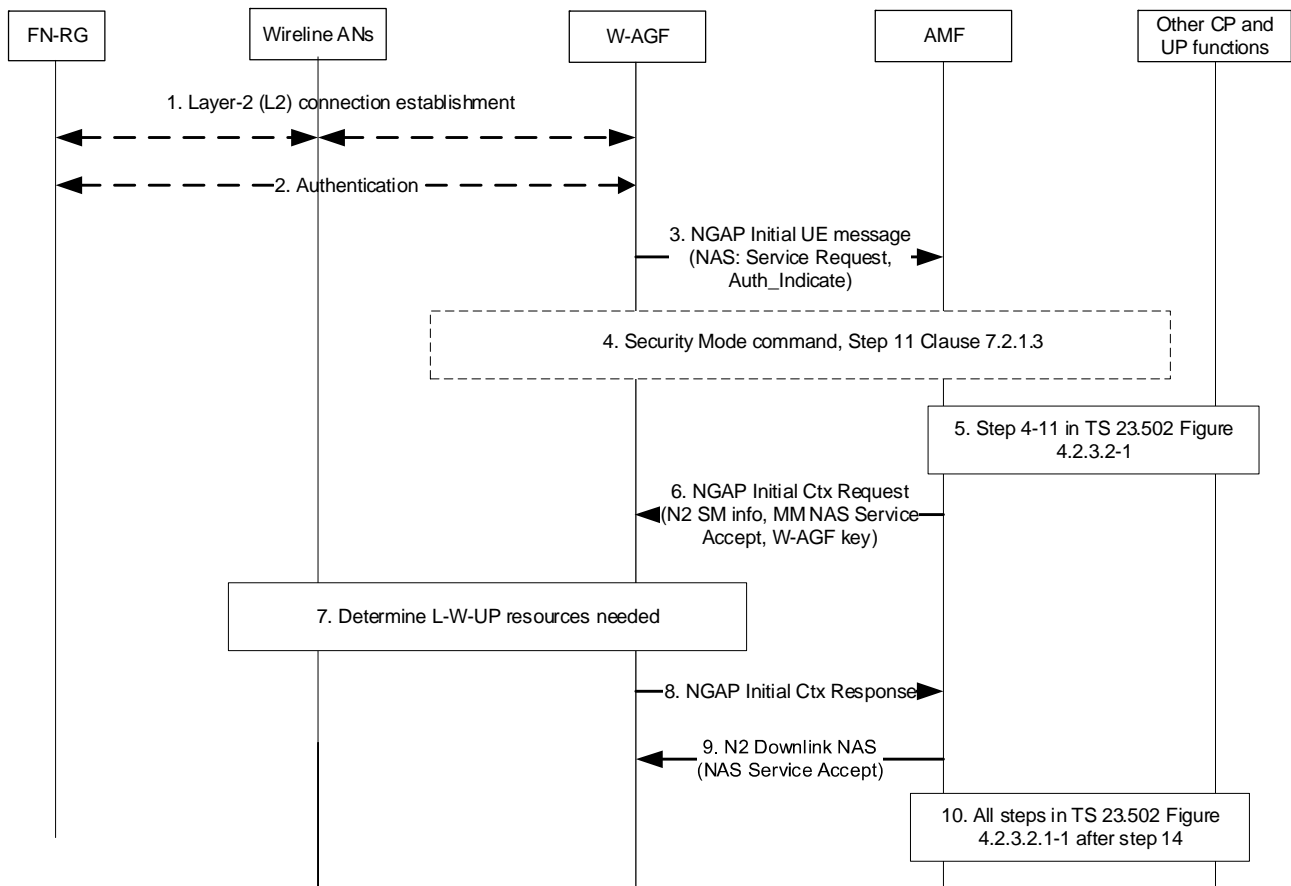 FN-RG
Wireline ANs
W-AGF
AMF
Other CP and
UP functions
1. Layer-2 (L2) connection establishment
2. Authentication
3. NGAP Initial UE message
(NAS: Service Request,
Auth_Indicate)
4. Security Mode command, Step 11 Clause 7.2.1.3
5. Step 4-11 in TS 23.502 Figure
4.2.3.2-1
6. NGAP Initial Ctx Request
(N2 SM info, MM NAS Service
Accept, W-AGF key)
7. Determine L-W-UP resources needed
8. NGAP Initial Ctx Response
9. N2 Downlink NAS
(NAS Service Accept)
10. All steps in TS 23.502 Figure
4.2.3.2.1-1 after step 14